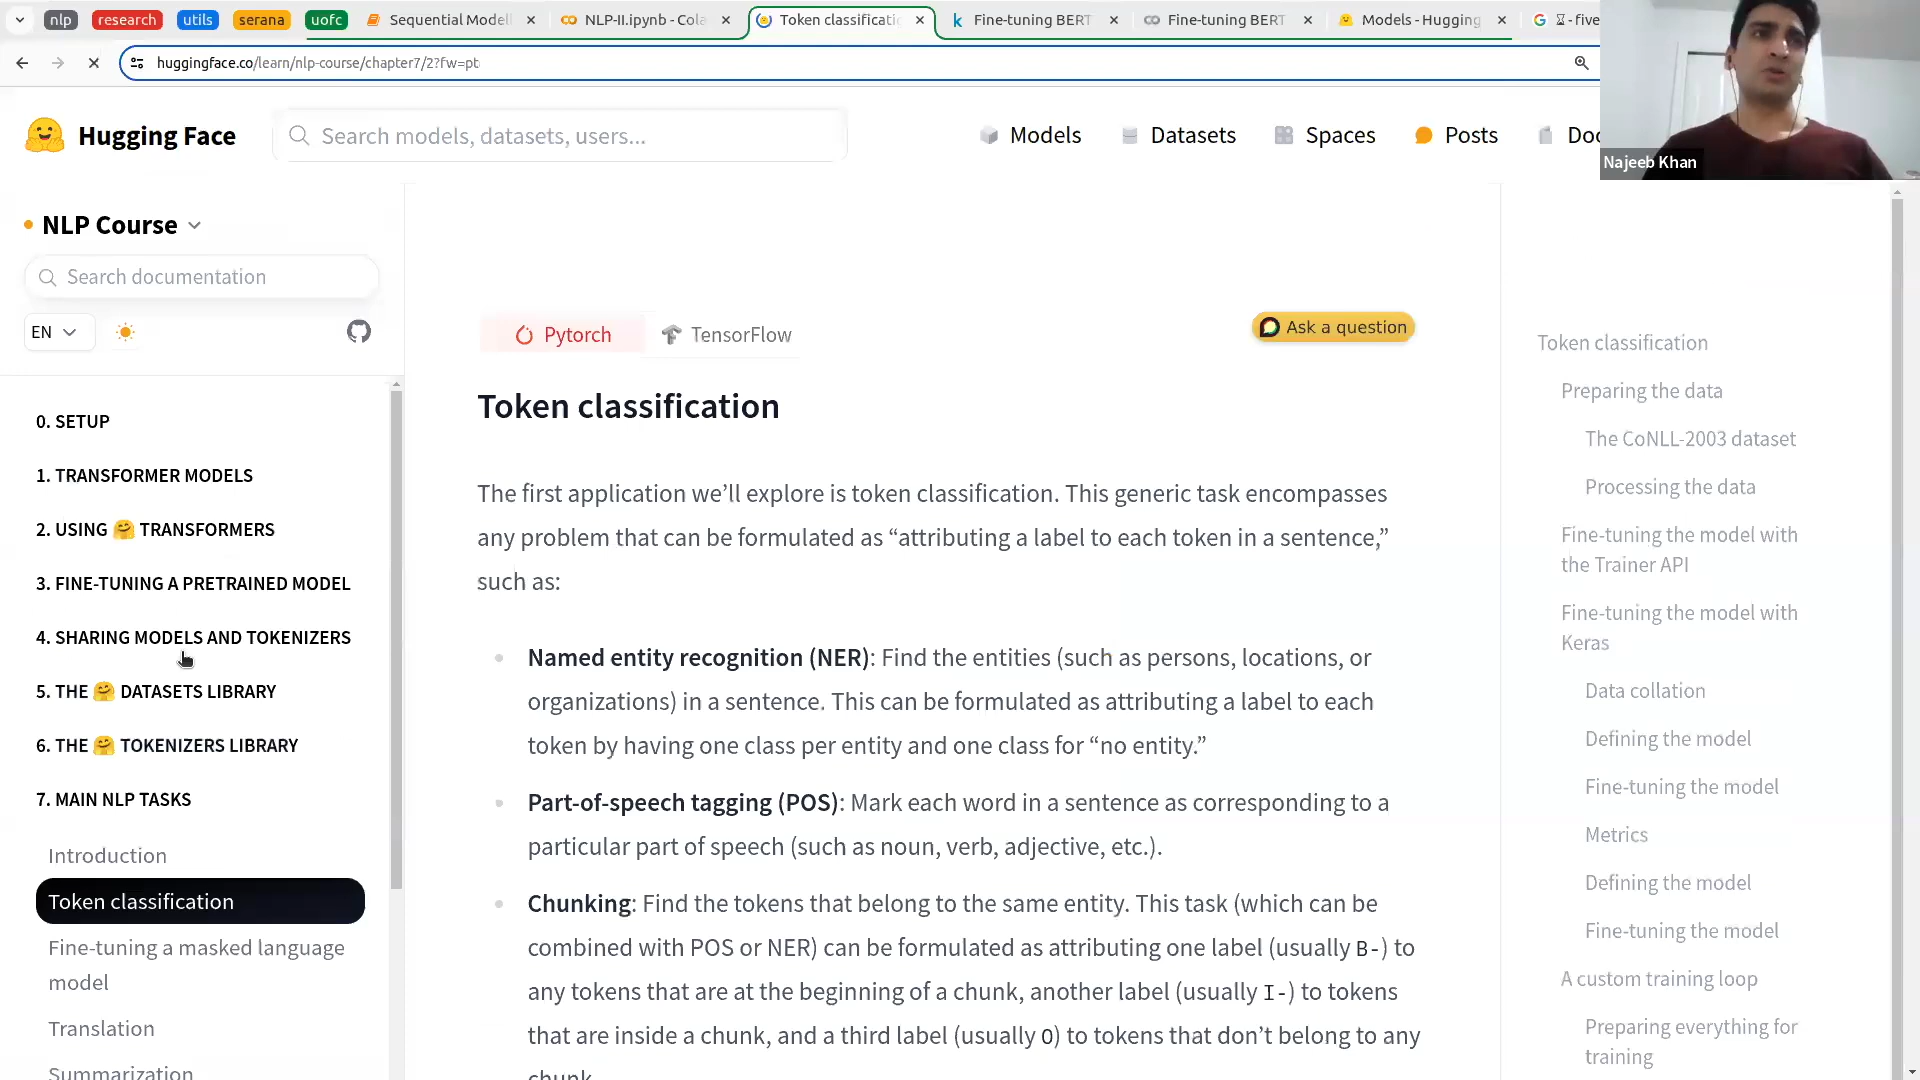 nlp
research
utils
serana
uofc
Sequential Modell
NLP-II.ipynb - Cola
Token classificatio
Fine-tuning BERT
Fine-tuning BERT
Models - Hugging
- five
huggingface.co/learn/nlp-course/chapter7/2?fw=pt
Hugging Face
Search models, datasets, users...
Models
Datasets
Spaces
Posts
Doc
Najeeb Khan
NLP Course
Search documentation
EN
0. SETUP
1. TRANSFORMER MODELS
2. USING 🤗 TRANSFORMERS
3. FINE-TUNING A PRETRAINED MODEL
4. SHARING MODELS AND TOKENIZERS
5. THE 🤗 DATASETS LIBRARY
6. THE 🤗 TOKENIZERS LIBRARY
7. MAIN NLP TASKS
Introduction
Token classification
Fine-tuning a masked language
model
Translation
Summarization
Pytorch
TensorFlow
Ask a question
Token classification
The first application we’ll explore is token classification. This generic task encompasses
any problem that can be formulated as “attributing a label to each token in a sentence,”
such as:
Named entity recognition (NER): Find the entities (such as persons, locations, or
organizations) in a sentence. This can be formulated as attributing a label to each
token by having one class per entity and one class for “no entity.”
Part-of-speech tagging (POS): Mark each word in a sentence as corresponding to a
particular part of speech (such as noun, verb, adjective, etc.).
Chunking: Find the tokens that belong to the same entity. This task (which can be
combined with POS or NER) can be formulated as attributing one label (usually B-) to
any tokens that are at the beginning of a chunk, another label (usually I-) to tokens
that are inside a chunk, and a third label (usually O) to tokens that don’t belong to any
chunk.
Token classification
Preparing the data
The CoNLL-2003 dataset
Processing the data
Fine-tuning the model with
the Trainer API
Fine-tuning the model with
Keras
Data collation
Defining the model
Fine-tuning the model
Metrics
Defining the model
Fine-tuning the model
A custom training loop
Preparing everything for
training